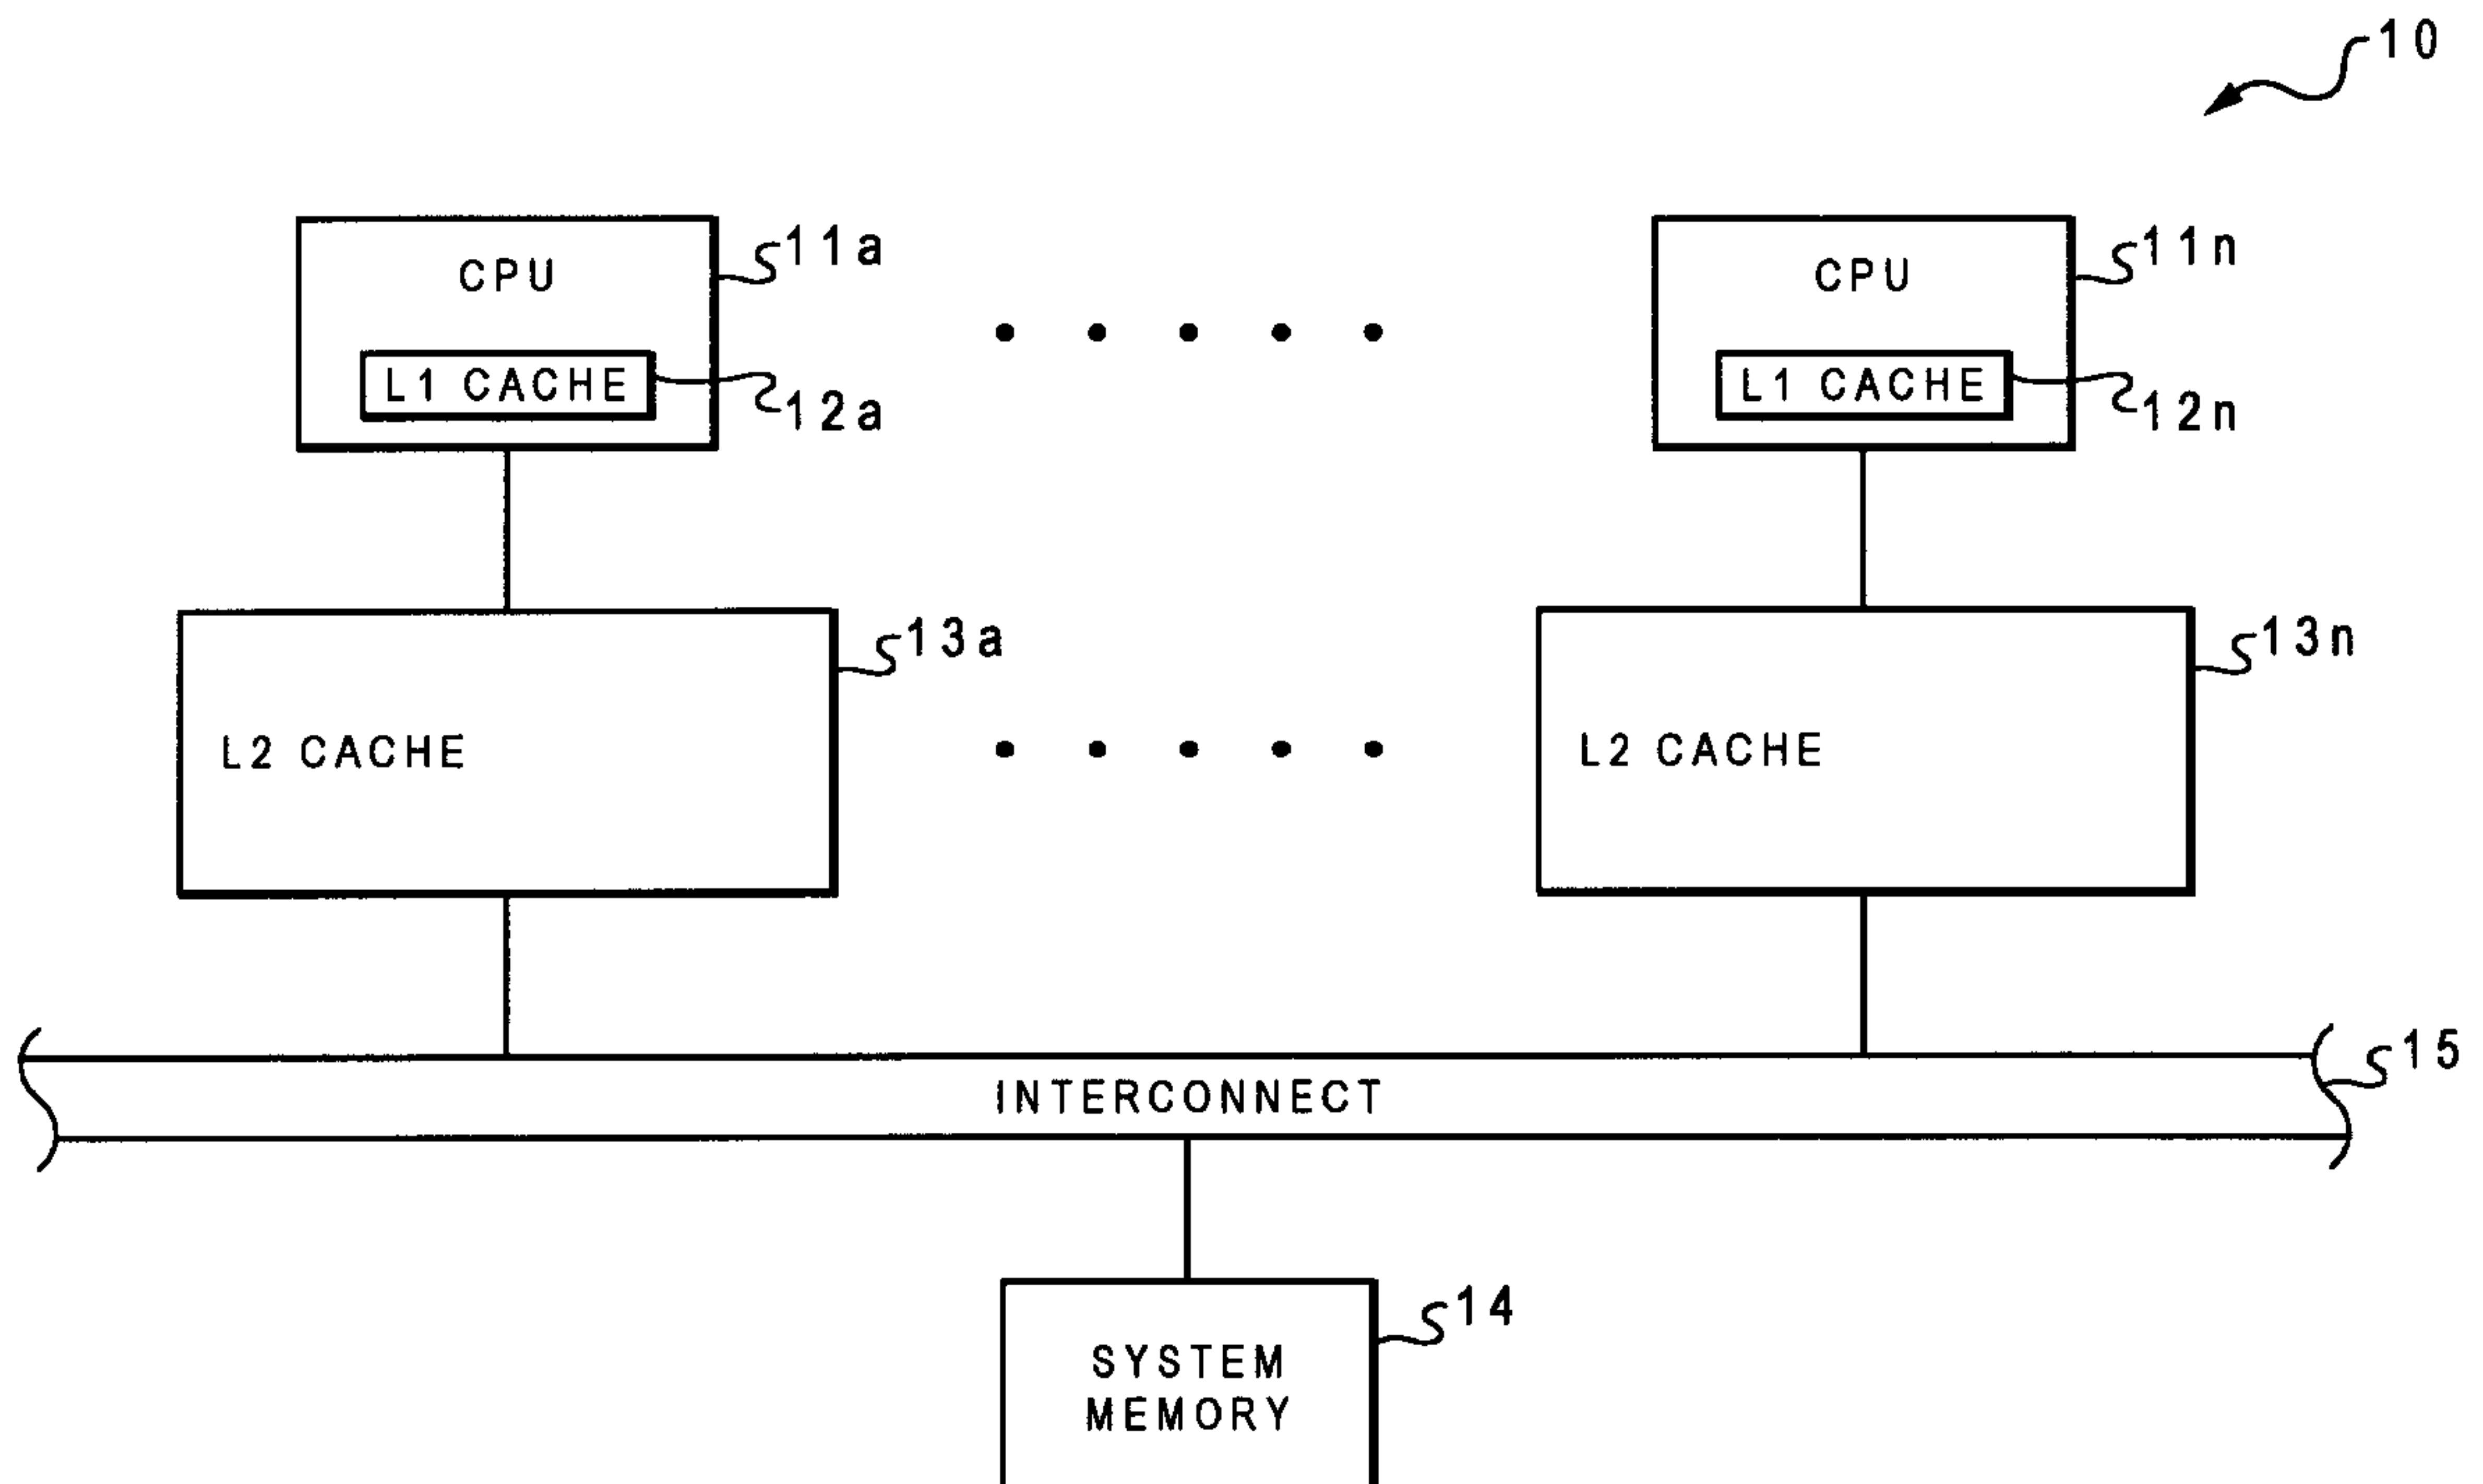 10
CPU
11a
L1 CACHE
12a
CPU
11n
L1 CACHE
12n
13a
L2 CACHE
13n
L2 CACHE
15
INTERCONNECT
14
SYSTEM
MEMORY